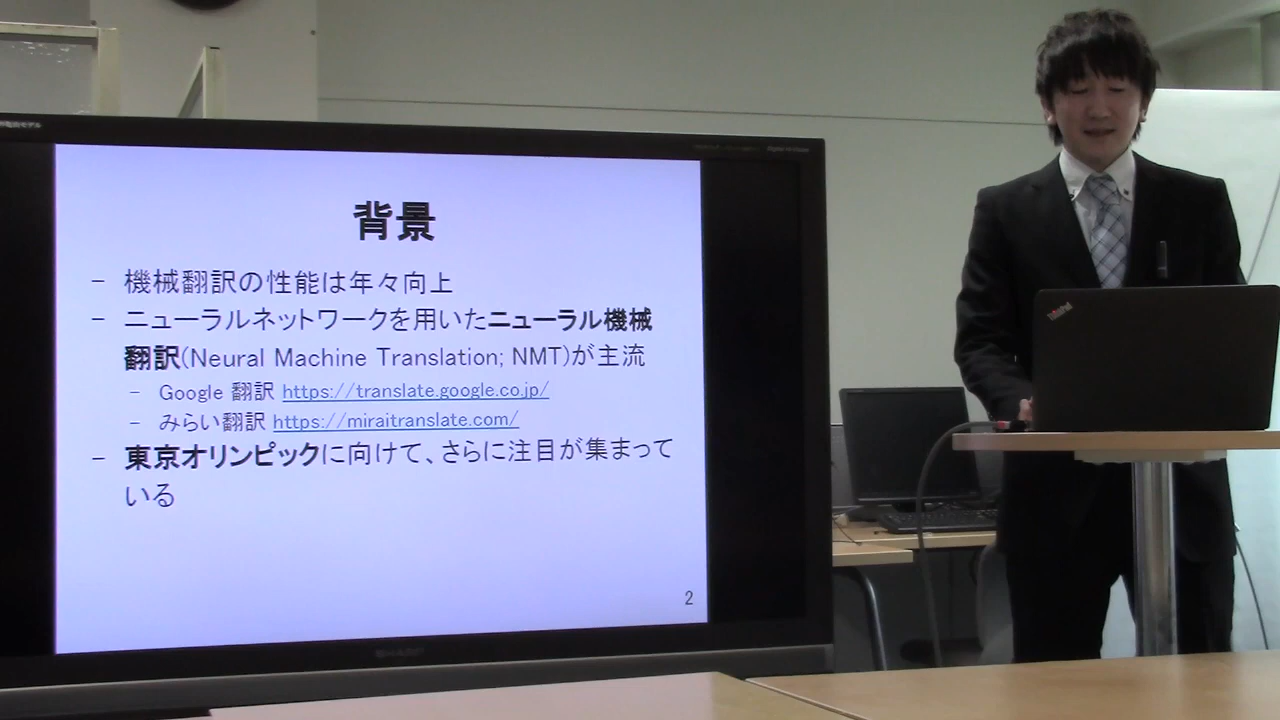 背景
- 機械翻訳の性能は年々向上
- ニューラルネットワークを用いたニューラル機械
翻訳(Neural Machine Translation; NMT)が主流
- Google 翻訳 https://translate.google.co.jp/
- みらい翻訳 https://miraitranslate.com/
- 東京オリンピックに向けて、さらに注目が集まって
いる
2
SHARP
ThinkPad